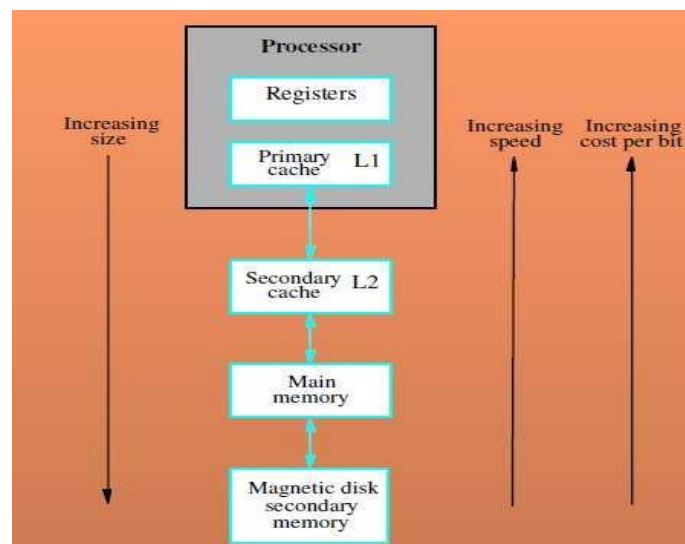 Processor
Registers
Increasing
size
Increasing
speed
Increasing
cost per bit
Primary
cache L1
Secondary
cache L2
Main
memory
Magnetic disk
secondary
memory